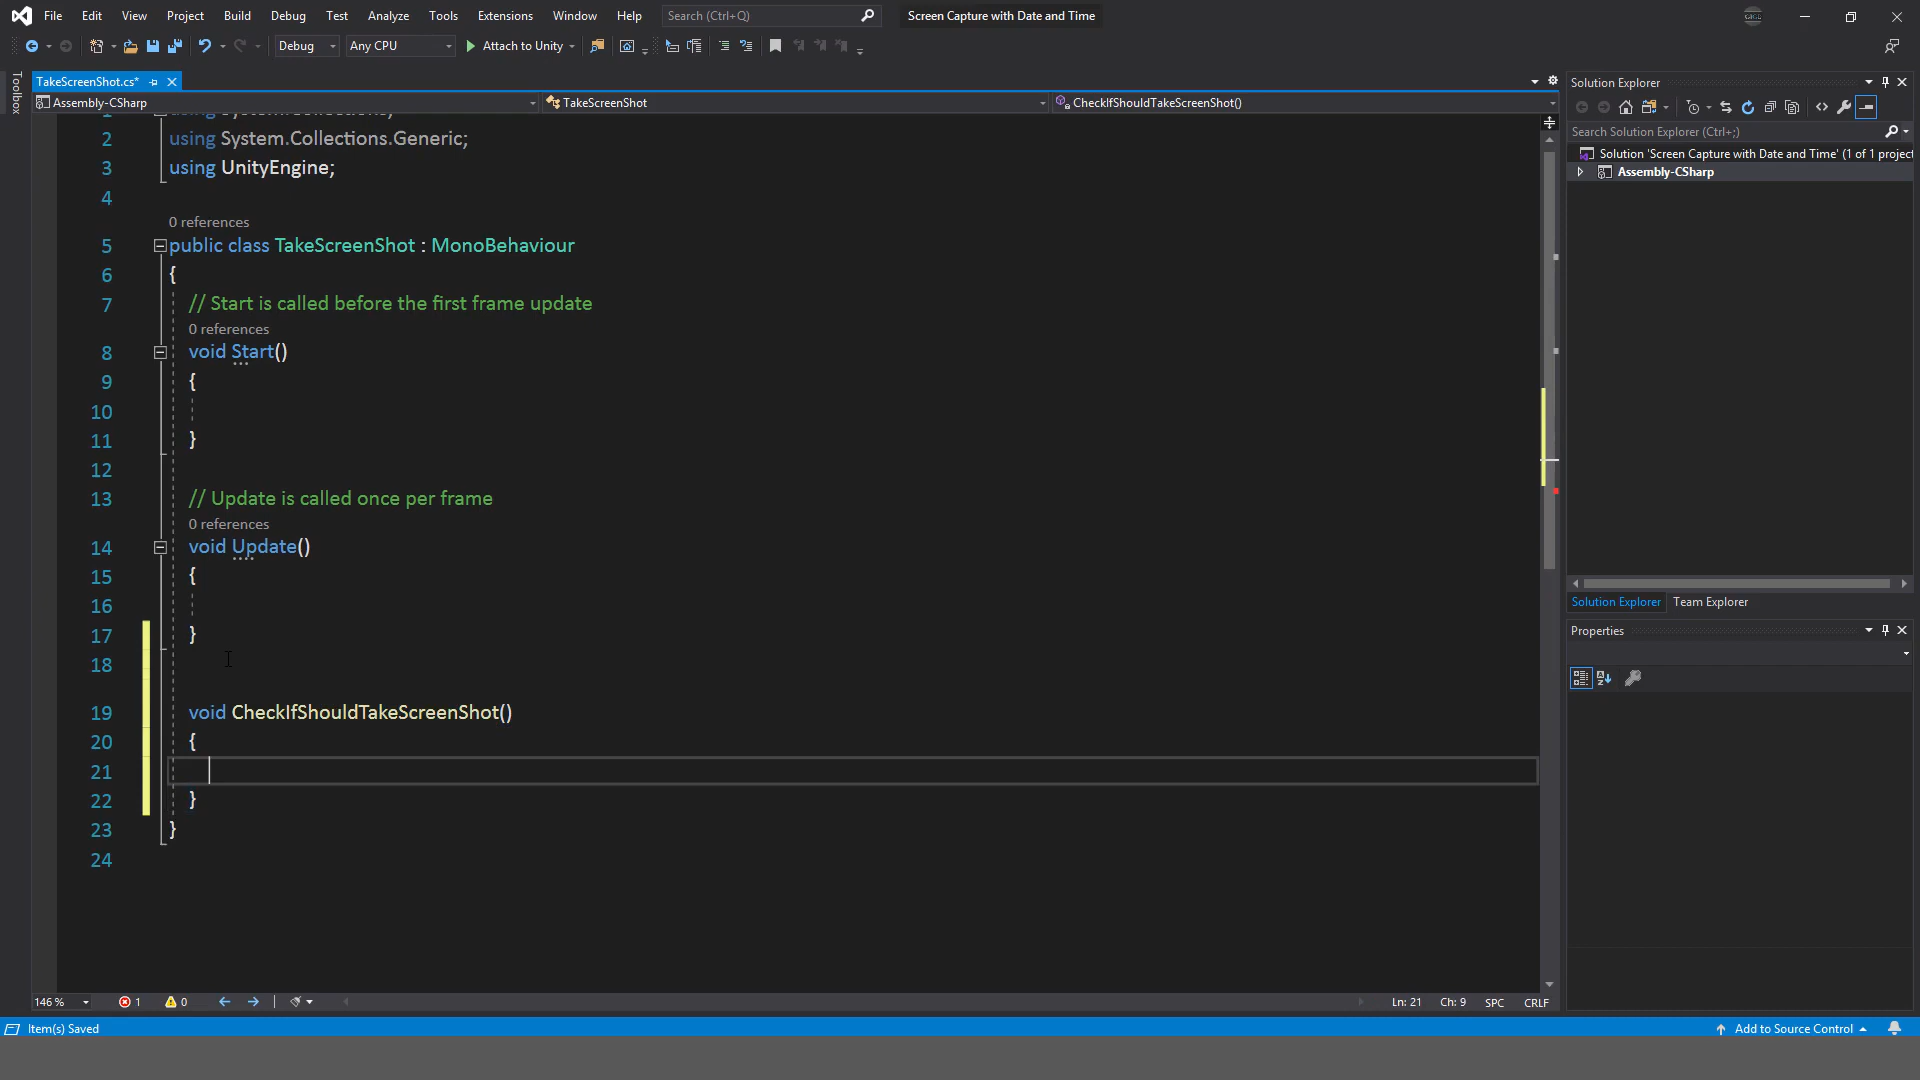 File Edit View Project Build Debug Test Analyze Tools Extensions Window Help Search (Ctrl+Q) Screen Capture with Date and Time
Debug Any CPU Attach to Unity
Toolbox
TakeScreenShot.cs*
Assembly-CSharp TakeScreenShot CheckIfShouldTakeScreenShot()
1 using System.Collections;
2 using System.Collections.Generic;
3 using UnityEngine;
4
0 references
5 public class TakeScreenShot : MonoBehaviour
6 {
7 // Start is called before the first frame update
0 references
8 void Start()
9 {
10
11 }
12
13 // Update is called once per frame
0 references
14 void Update()
15 {
16
17 }
18
19 void CheckIfShouldTakeScreenShot()
20 {
21
22 }
23 }
24
146 % 1 0 Ln: 21 Ch: 9 SPC CRLF
Solution Explorer
Search Solution Explorer (Ctrl+;)
Solution 'Screen Capture with Date and Time' (1 of 1 project
Assembly-CSharp
Solution Explorer Team Explorer
Properties
Item(s) Saved Add to Source Control